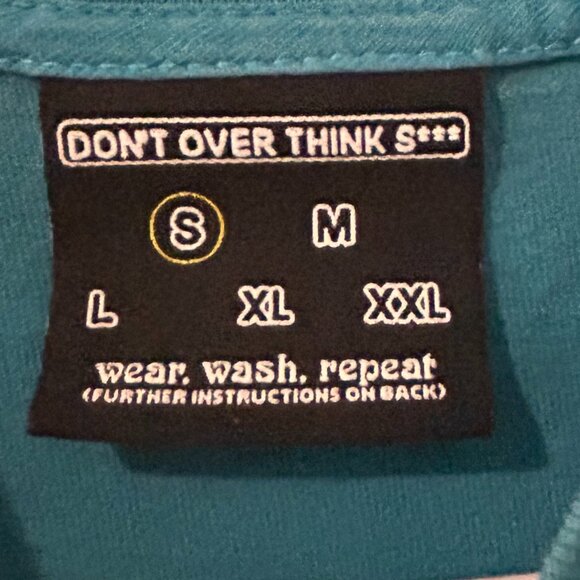 DON'T OVER THINK S***
S M
L XL XXL
wear. wash. repeat
(FURTHER INSTRUCTIONS ON BACK)